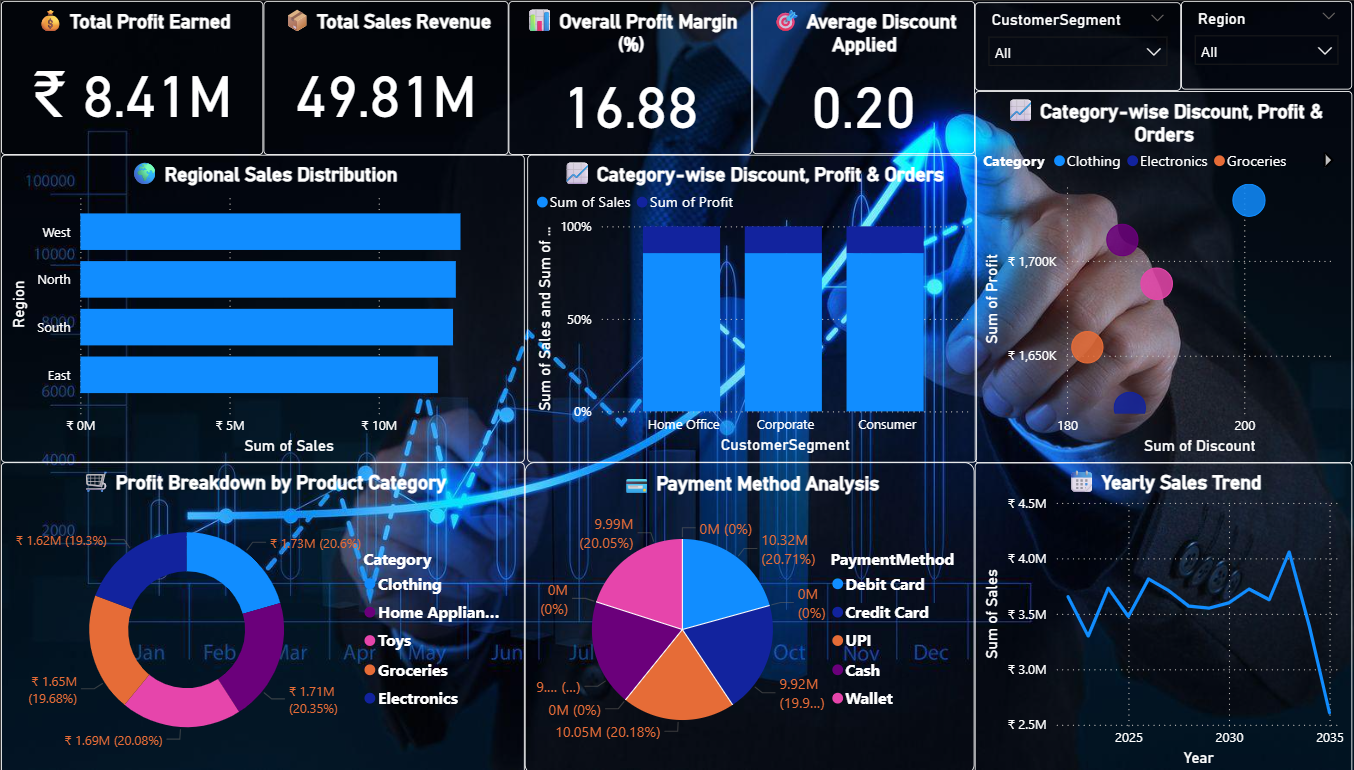 Total Profit Earned
₹ 8.41M
Total Sales Revenue
49.81M
Overall Profit Margin
(%)
16.88
Average Discount
Applied
0.20
CustomerSegment
All
Region
All
Regional Sales Distribution
100000
10000
8000
6000
4000
2000
Region
West
North
South
East
₹ 0M
₹ 5M
₹ 10M
Sum of Sales
Category-wise Discount, Profit & Orders
Sum of Sales
Sum of Profit
Sum of Sales and Sum of ...
100%
50%
0%
Home Office
Corporate
Consumer
CustomerSegment
Category-wise Discount, Profit &
Orders
Category
Clothing
Electronics
Groceries
Sum of Profit
₹ 1,700K
₹ 1,650K
180
200
Sum of Discount
Profit Breakdown by Product Category
₹ 1.62M (19.3%)
₹ 1.73M (20.6%)
₹ 1.65M
(19.68%)
₹ 1.71M
(20.35%)
₹ 1.69M (20.08%)
Category
Clothing
Home Applian...
Toys
Groceries
Electronics
Jan
Feb
Mar
Apr
May
Jun
Jul
Oct
Nov
Dec
Payment Method Analysis
9.99M
(20.05%)
0M (0%)
10.32M
(20.71%)
0M
(0%)
0M
(0%)
9.... (...)
0M (0%)
10.05M (20.18%)
9.92M
(19.9...)
PaymentMethod
Debit Card
Credit Card
UPI
Cash
Wallet
Yearly Sales Trend
Sum of Sales
₹ 4.5M
₹ 4.0M
₹ 3.5M
₹ 3.0M
₹ 2.5M
2025
2030
2035
Year